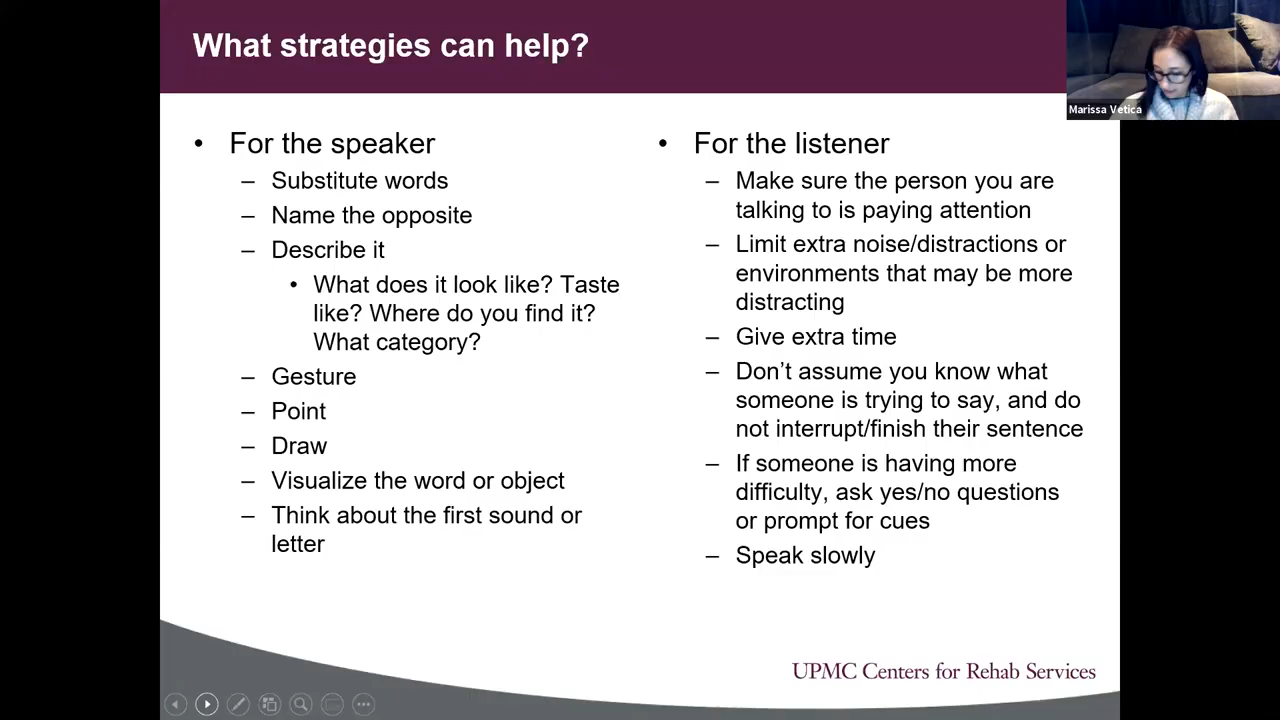 What strategies can help?
Marissa Vetica
• For the speaker
– Substitute words
– Name the opposite
– Describe it
• What does it look like? Taste
like? Where do you find it?
What category?
– Gesture
– Point
– Draw
– Visualize the word or object
– Think about the first sound or
letter
• For the listener
– Make sure the person you are
talking to is paying attention
– Limit extra noise/distractions or
environments that may be more
distracting
– Give extra time
– Don’t assume you know what
someone is trying to say, and do
not interrupt/finish their sentence
– If someone is having more
difficulty, ask yes/no questions
or prompt for cues
– Speak slowly
UPMC Centers for Rehab Services